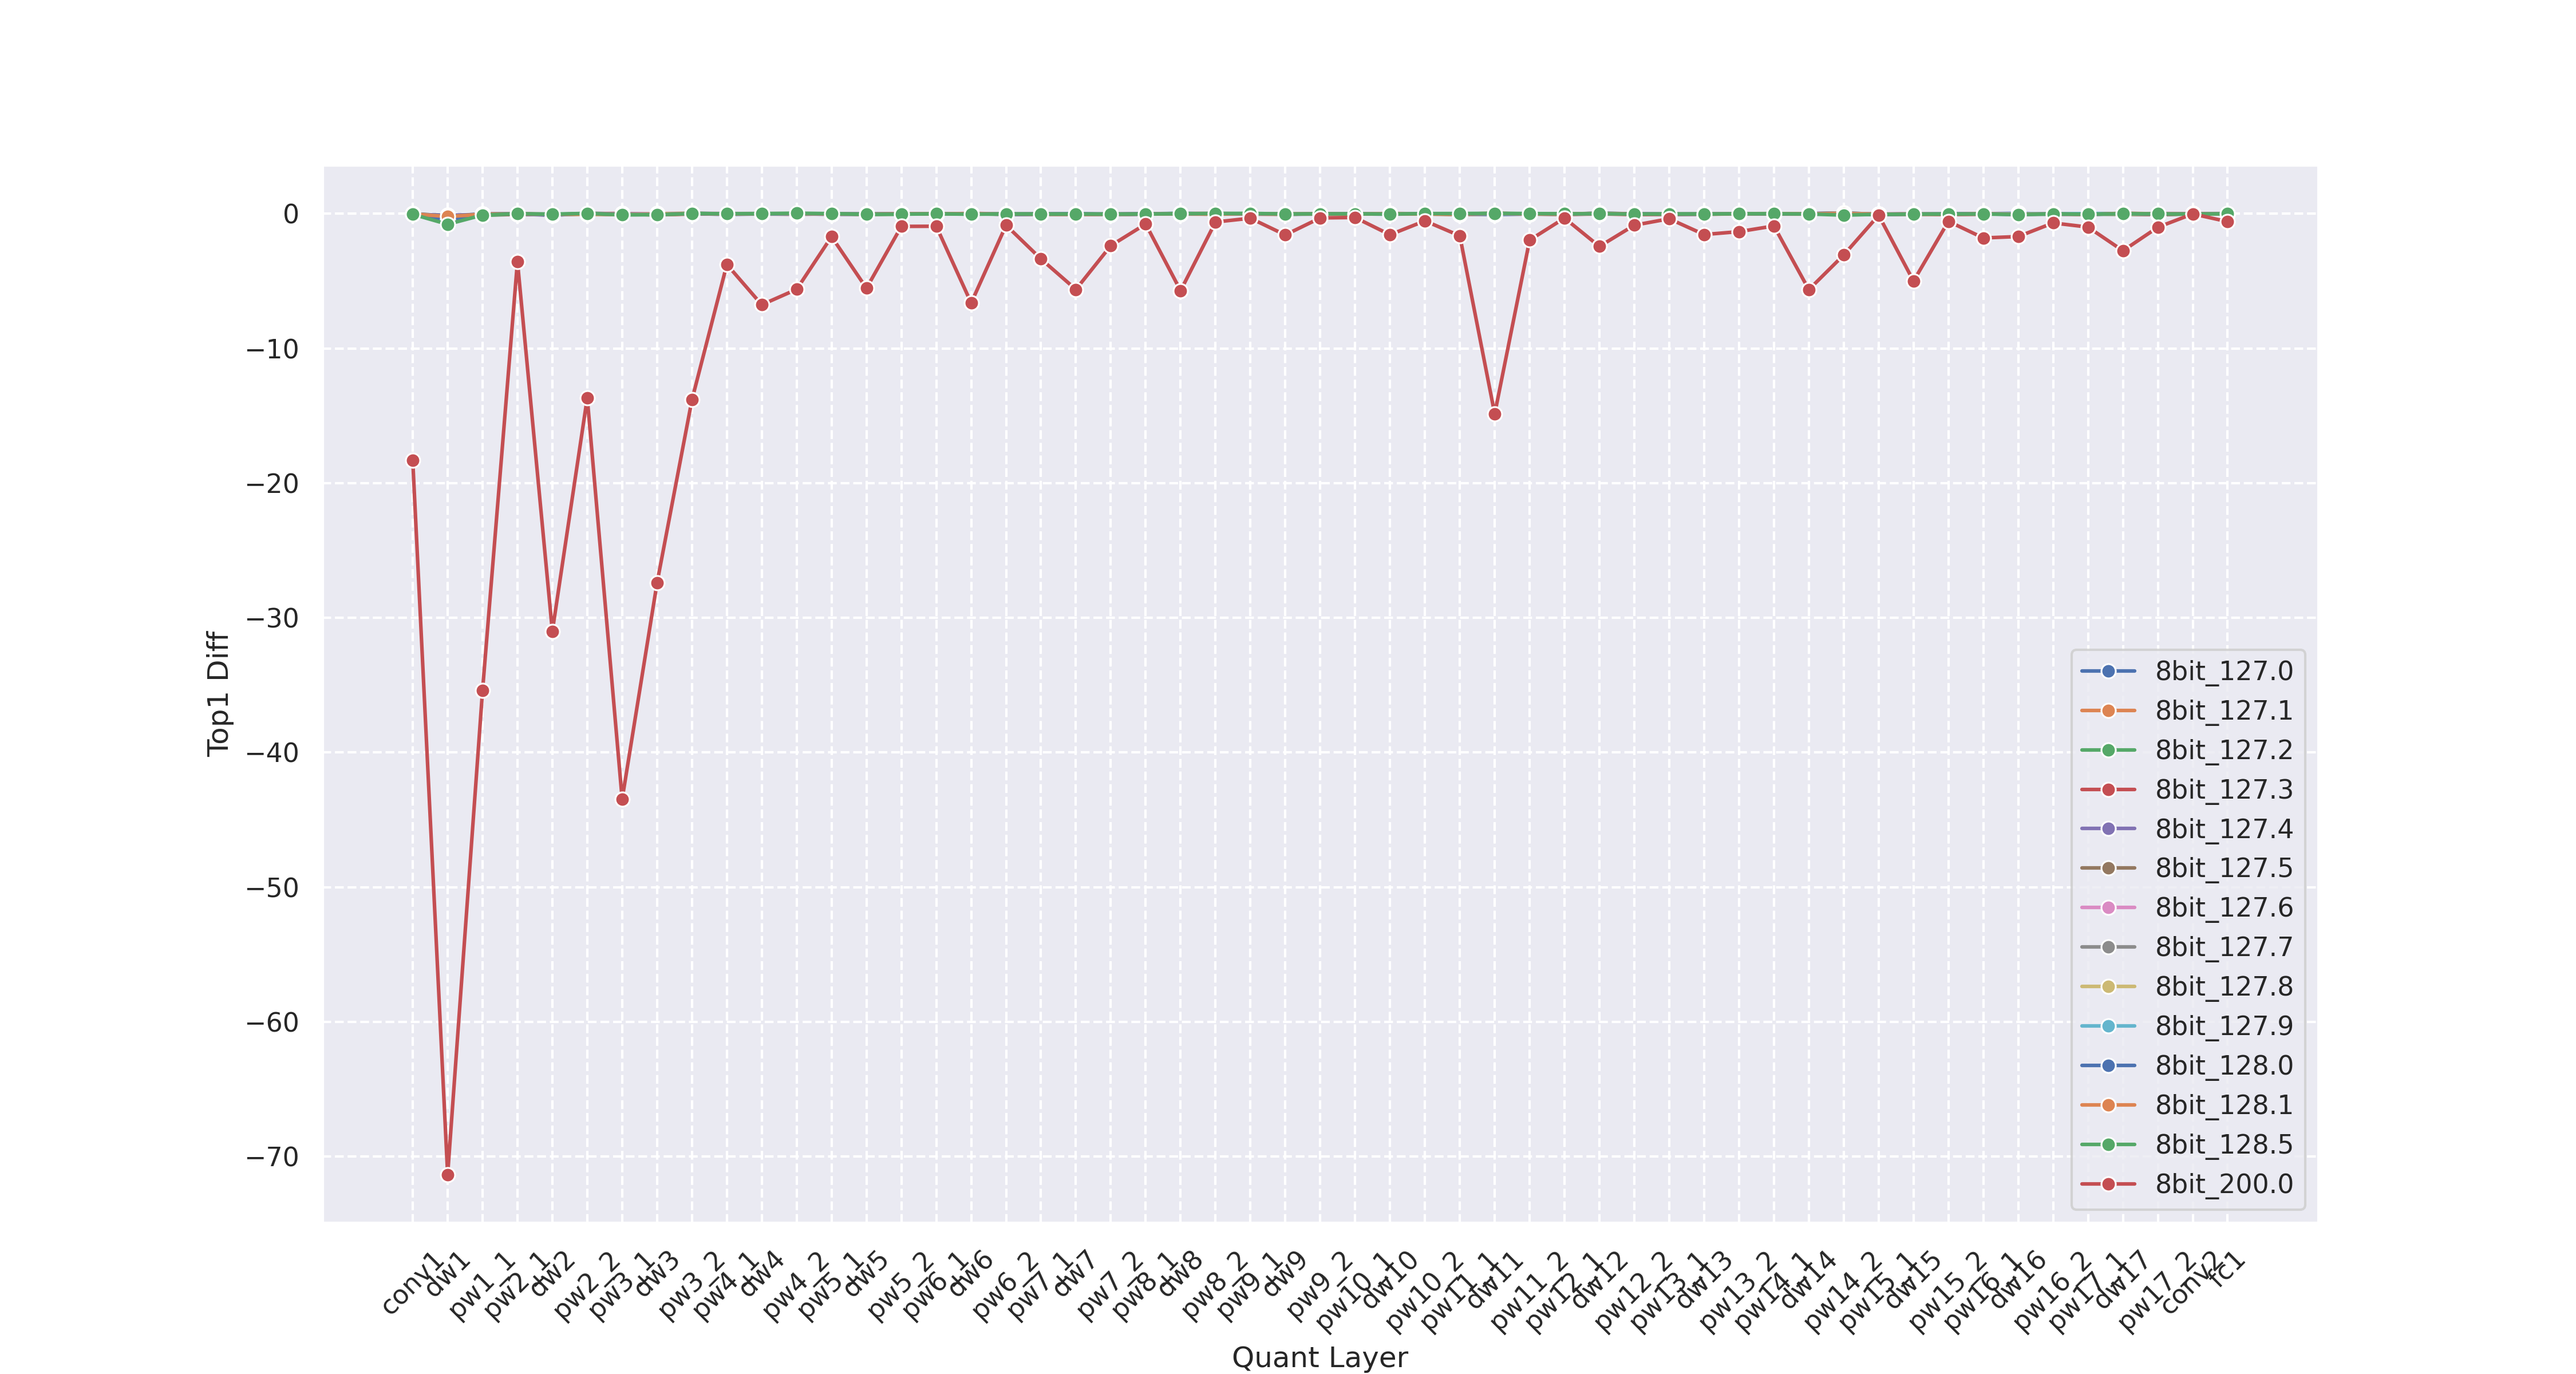 Top1 Diff
0
−10
−20
−30
−40
−50
−60
−70
8bit_127.0
8bit_127.1
8bit_127.2
8bit_127.3
8bit_127.4
8bit_127.5
8bit_127.6
8bit_127.7
8bit_127.8
8bit_127.9
8bit_128.0
8bit_128.1
8bit_128.5
8bit_200.0
conv1
dw1
pw1_1
pw2_1
dw2
pw2_2
pw3_1
dw3
pw3_2
pw4_1
dw4
pw4_2
pw5_1
dw5
pw5_2
pw6_1
dw6
pw6_2
pw7_1
dw7
pw7_2
pw8_1
dw8
pw8_2
pw9_1
dw9
pw9_2
pw10_1
dw10
pw10_2
pw11_1
dw11
pw11_2
pw12_1
dw12
pw12_2
pw13_1
dw13
pw13_2
pw14_1
dw14
pw14_2
pw15_1
dw15
pw15_2
pw16_1
dw16
pw16_2
pw17_1
dw17
pw17_2
conv2
fc1
Quant Layer